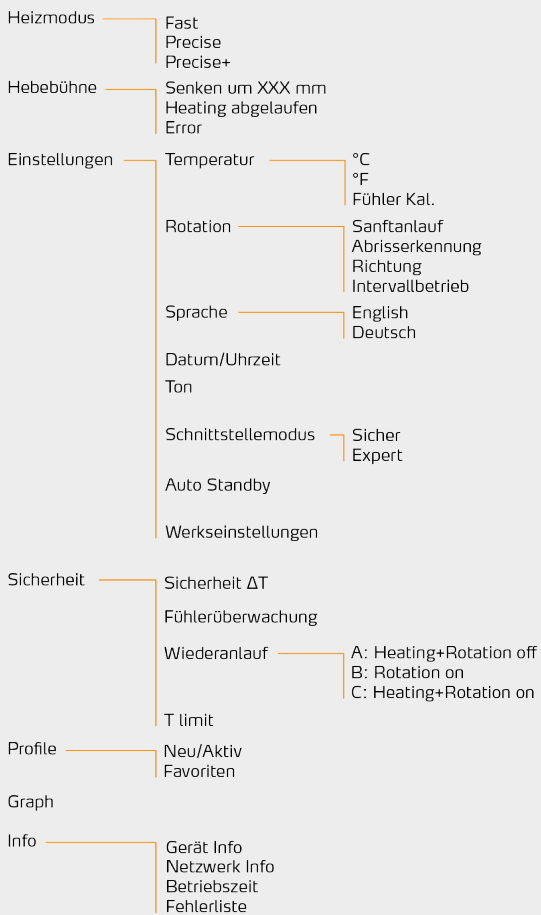 Heizmodus
Fast
Precise
Precise+
Hebebühne
Senken um XXX mm
Heating abgelaufen
Error
Einstellungen
Temperatur
°C
°F
Fühler Kal.
Rotation
Sanftanlauf
Abrisserkennung
Richtung
Intervallbetrieb
Sprache
English
Deutsch
Datum/Uhrzeit
Ton
Schnittstellemodus
Sicher
Expert
Auto Standby
Werkseinstellungen
Sicherheit
Sicherheit ΔT
Fühlerüberwachung
Wiederanlauf
A: Heating+Rotation off
B: Rotation on
C: Heating+Rotation on
T limit
Profile
Neu/Aktiv
Favoriten
Graph
Info
Gerät Info
Netzwerk Info
Betriebszeit
Fehlerliste